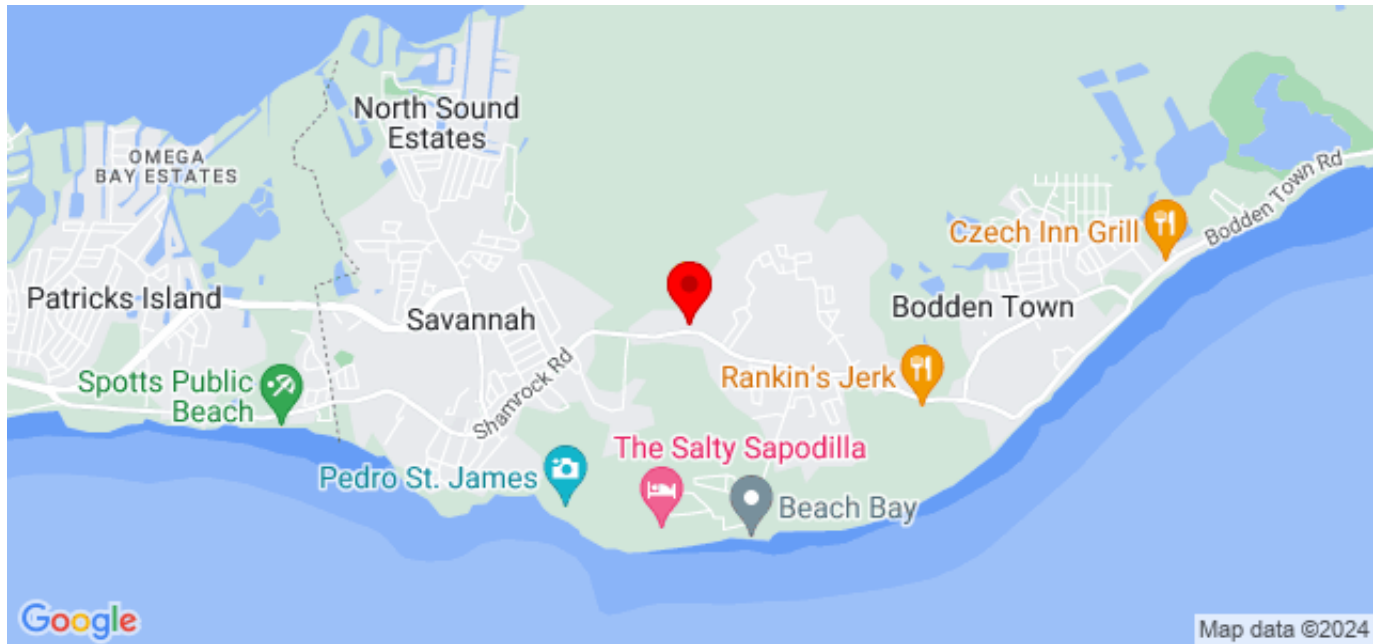 North Sound
Estates
OMEGA
BAY ESTATES
Bodden Town Rd
Czech Inn Grill
Patricks Island
Savannah
Bodden Town
Shamrock Rd
Spotts Public
Beach
Rankin's Jerk
The Salty Sapodilla
Pedro St. James
Beach Bay
Google
Map data ©2024